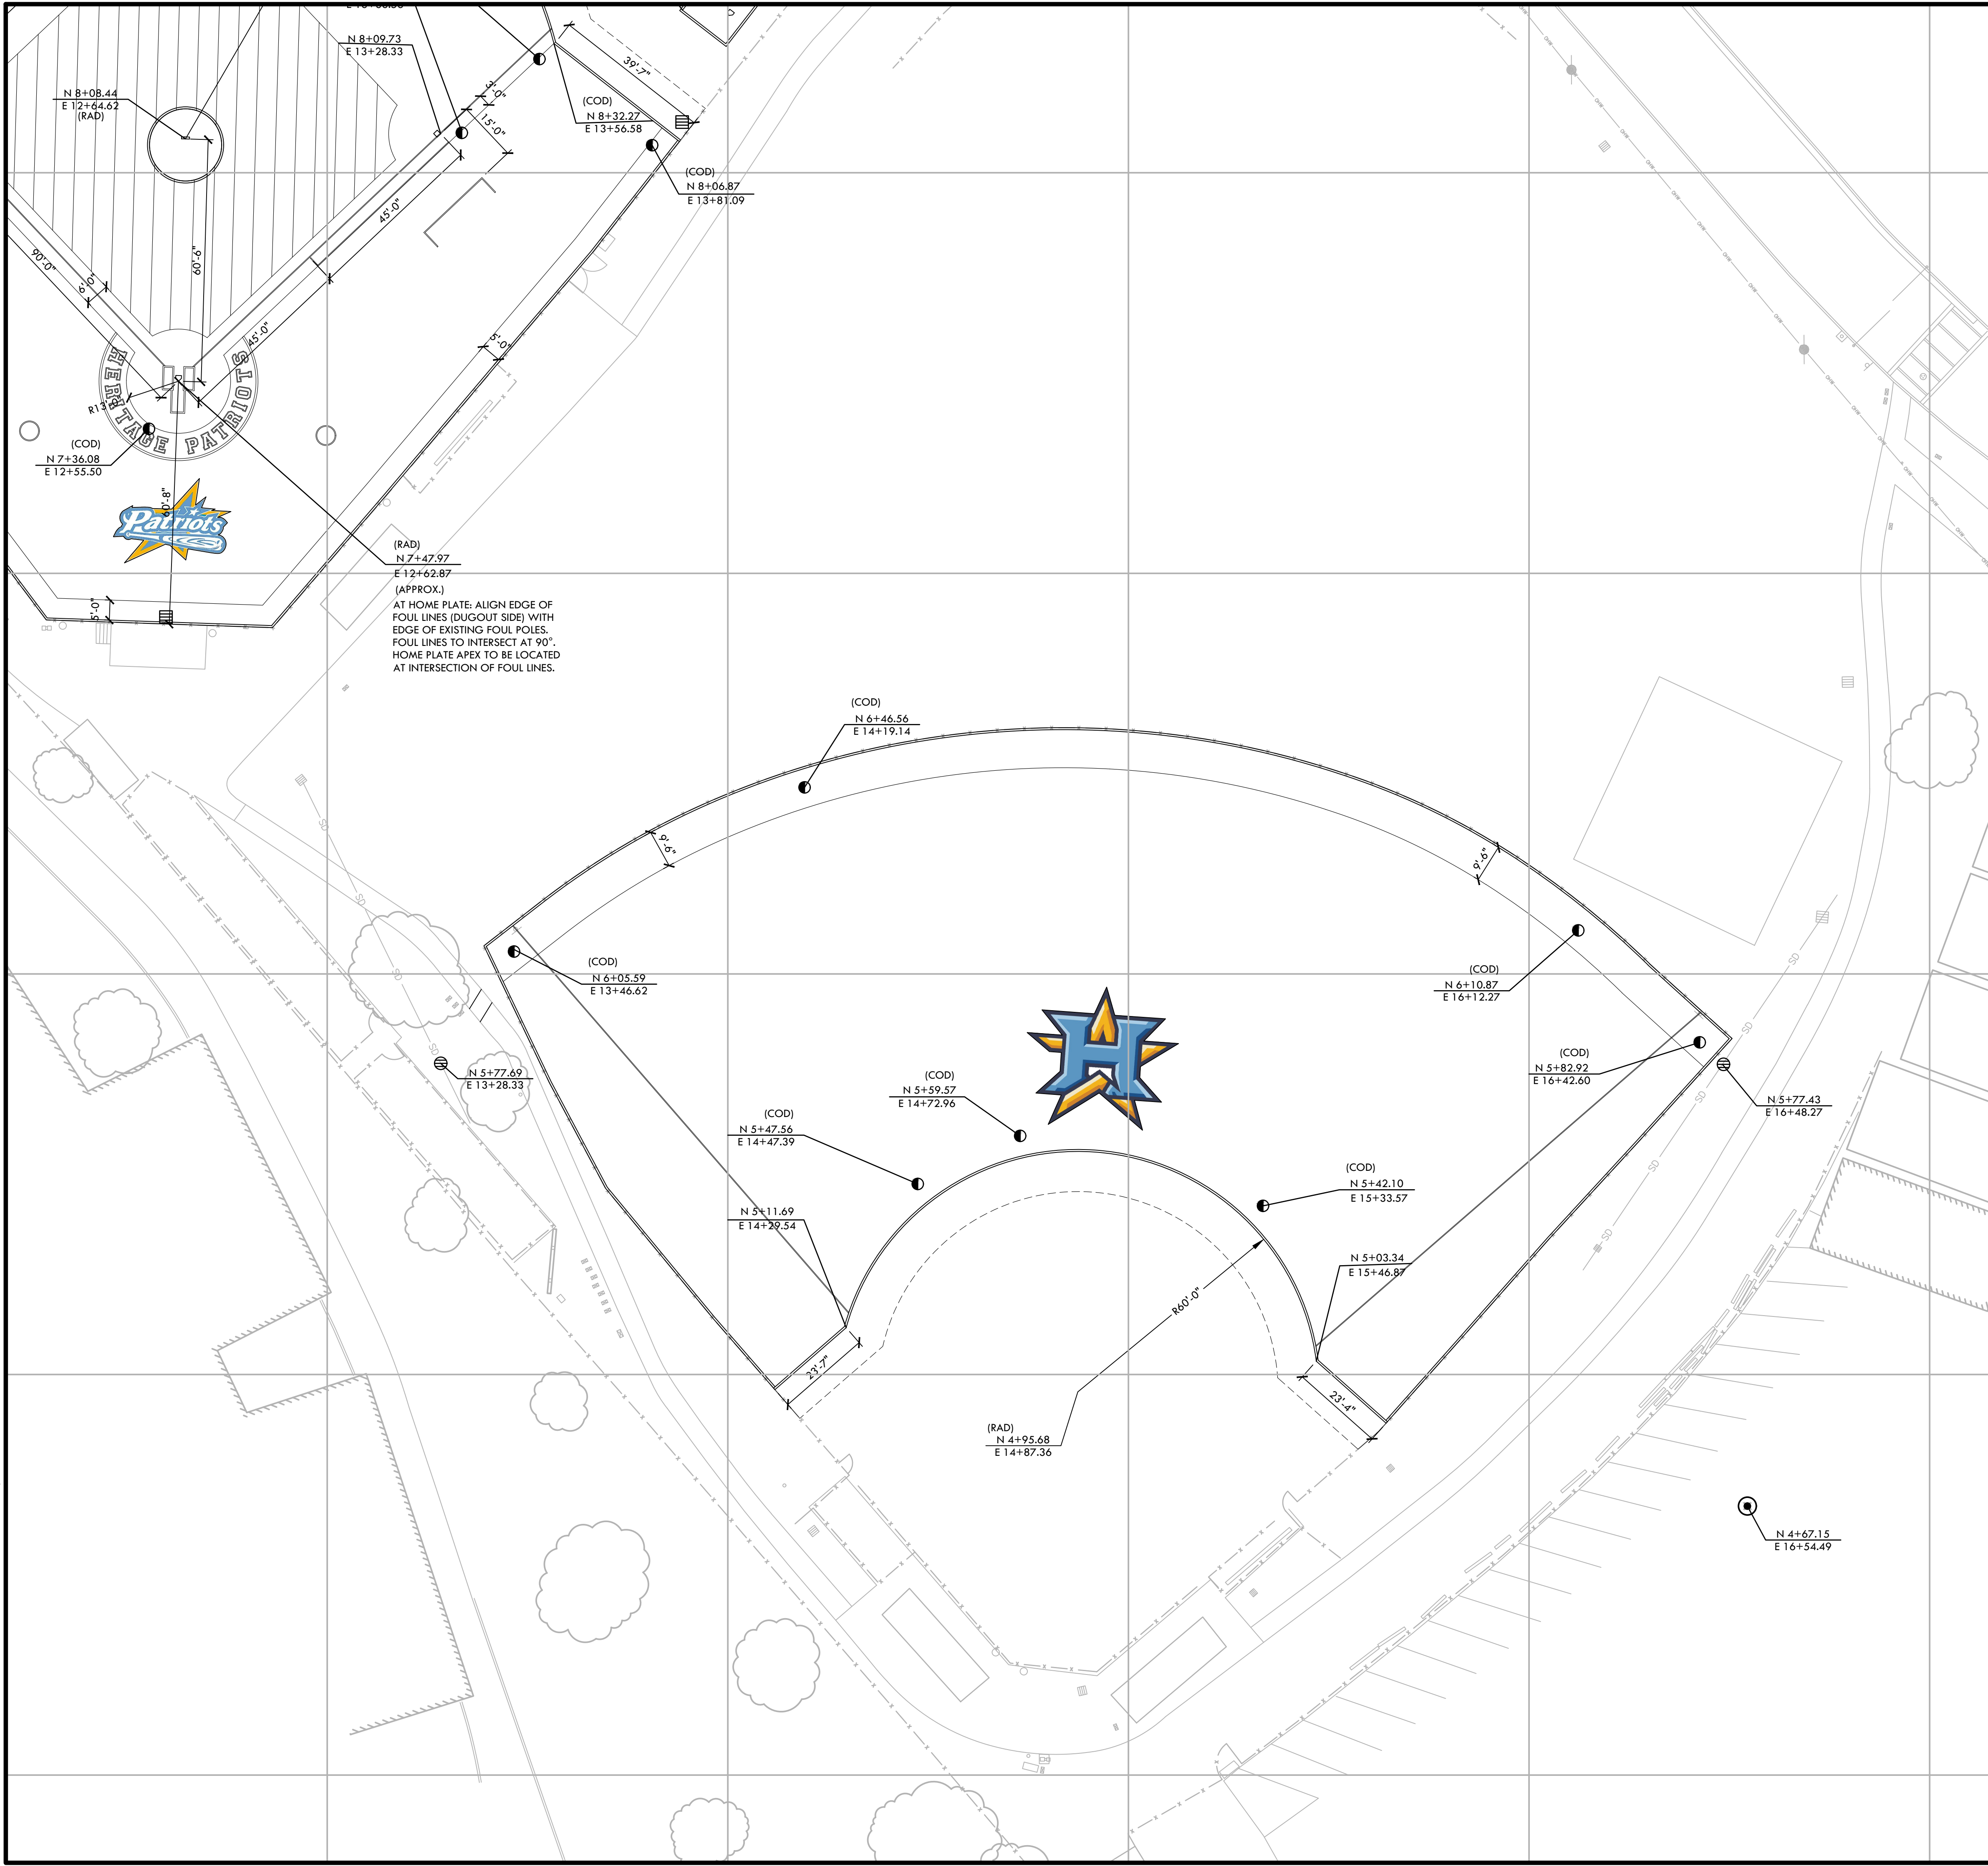 N 8+09.73
E 13+28.33
39'-7"
3'-0"
15'-0"
N 8+08.44
E 12+64.62
(RAD)
(COD)
N 8+32.27
E 13+56.58
(COD)
N 8+06.87
E 13+81.09
45'-0"
60'-6"
90'-0"
6'-0"
45'-0"
5'-0"
HERITAGE PATRIOTS
(COD)
N 7+36.08
E 12+55.50
60'-8"
Patriots
(RAD)
N 7+47.97
E 12+62.87
(APPROX.)
AT HOME PLATE: ALIGN EDGE OF
FOUL LINES (DUGOUT SIDE) WITH
EDGE OF EXISTING FOUL POLES.
FOUL LINES TO INTERSECT AT 90°.
HOME PLATE APEX TO BE LOCATED
AT INTERSECTION OF FOUL LINES.
5'-0"
(COD)
N 6+46.56
E 14+19.14
9'-6"
9'-6"
SD
SD
SD
SD
(COD)
N 6+05.59
E 13+46.62
(COD)
N 6+10.87
E 16+12.27
SD
SD
SD
SD
SD
H
N 5+77.69
E 13+28.33
(COD)
N 5+59.57
E 14+72.96
(COD)
N 5+82.92
E 16+42.60
N 5+77.43
E 16+48.27
(COD)
N 5+47.56
E 14+47.39
(COD)
N 5+42.10
E 15+33.57
N 5+11.69
E 14+29.54
N 5+03.34
E 15+46.87
R60'-0"
23'-7"
23'-4"
(RAD)
N 4+95.68
E 14+87.36
N 4+67.15
E 16+54.49